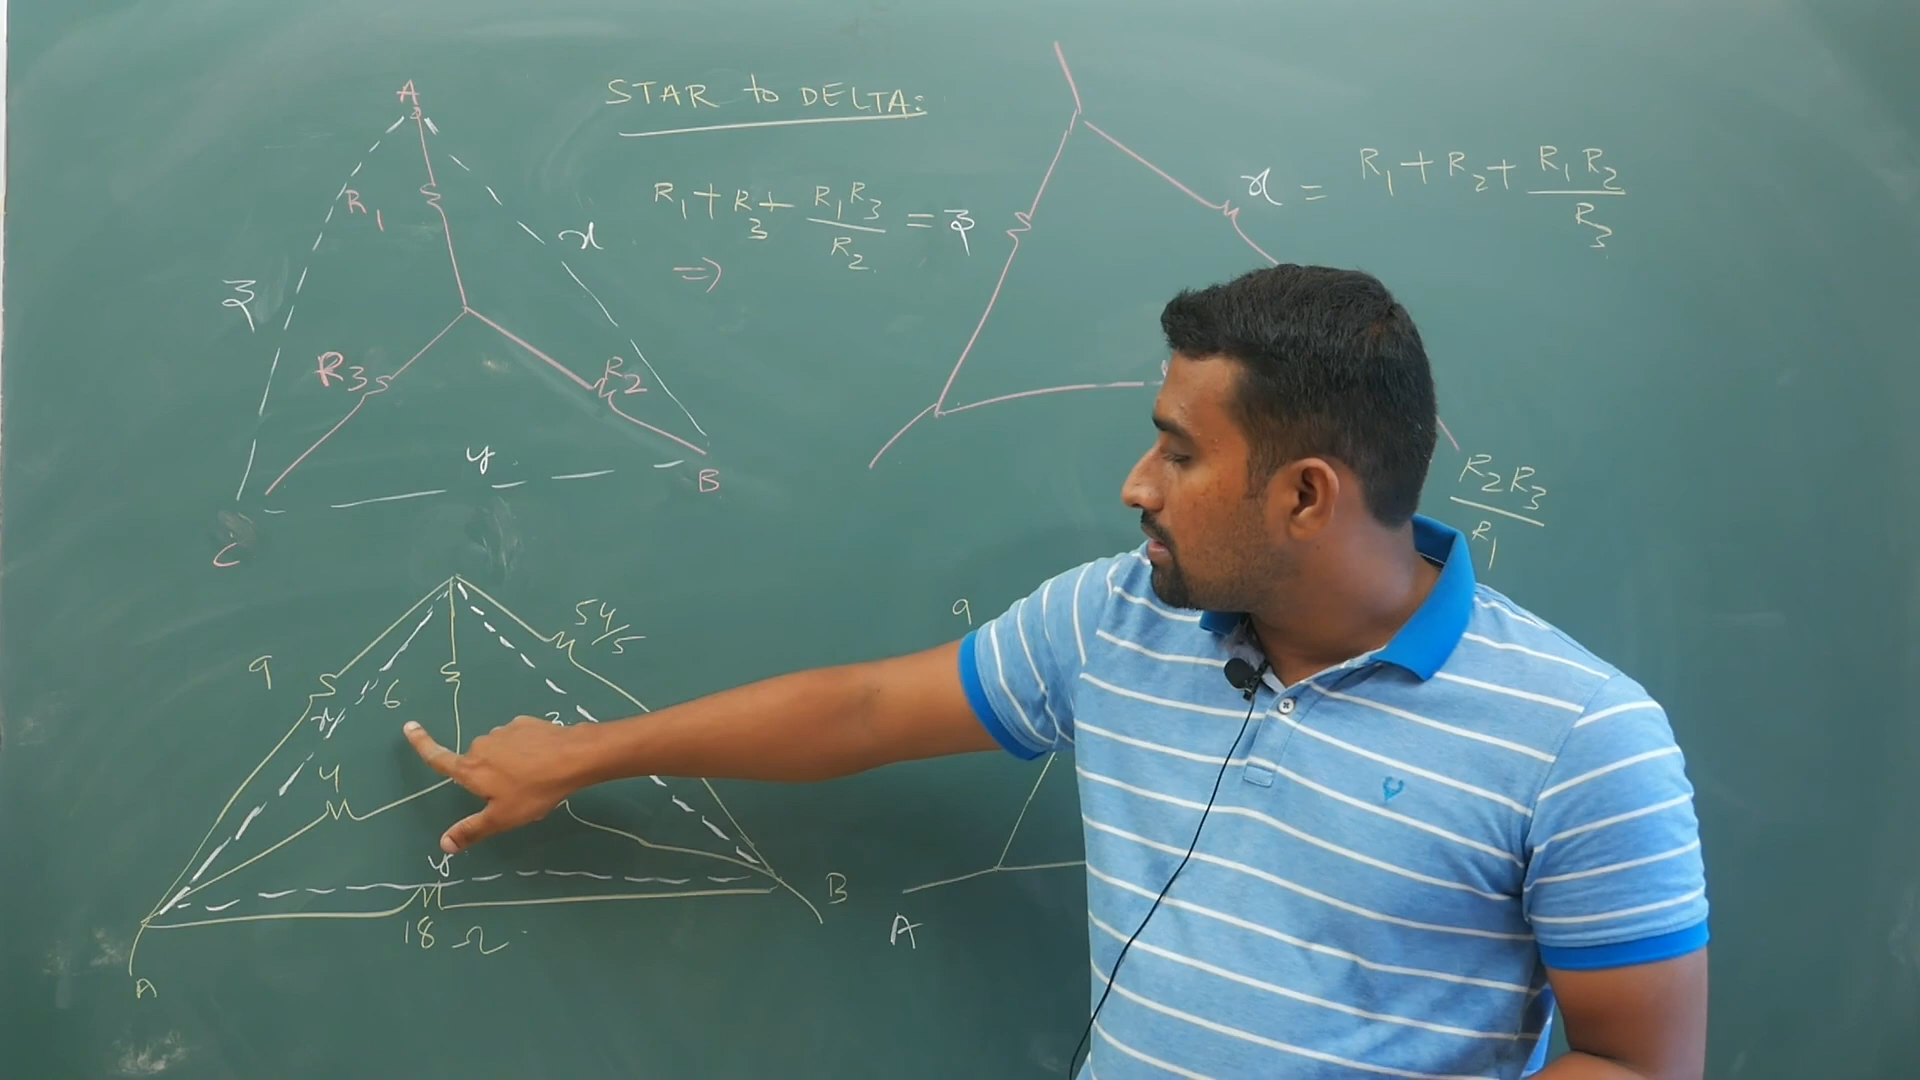 STAR to DELTA:
A
R1
x
z
R3
R2
y
B
C
R1 + R3 + R1R3/R2 = z
=>
x = R1 + R2 + R1R2/R3
R2R3/R1
54/5
9
6
x
z
4
y
18 Ω
A
B
9
A